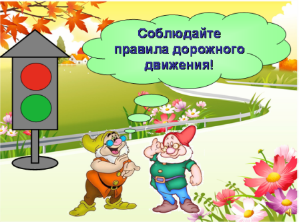 Соблюдайте
правила дорожного
движения!